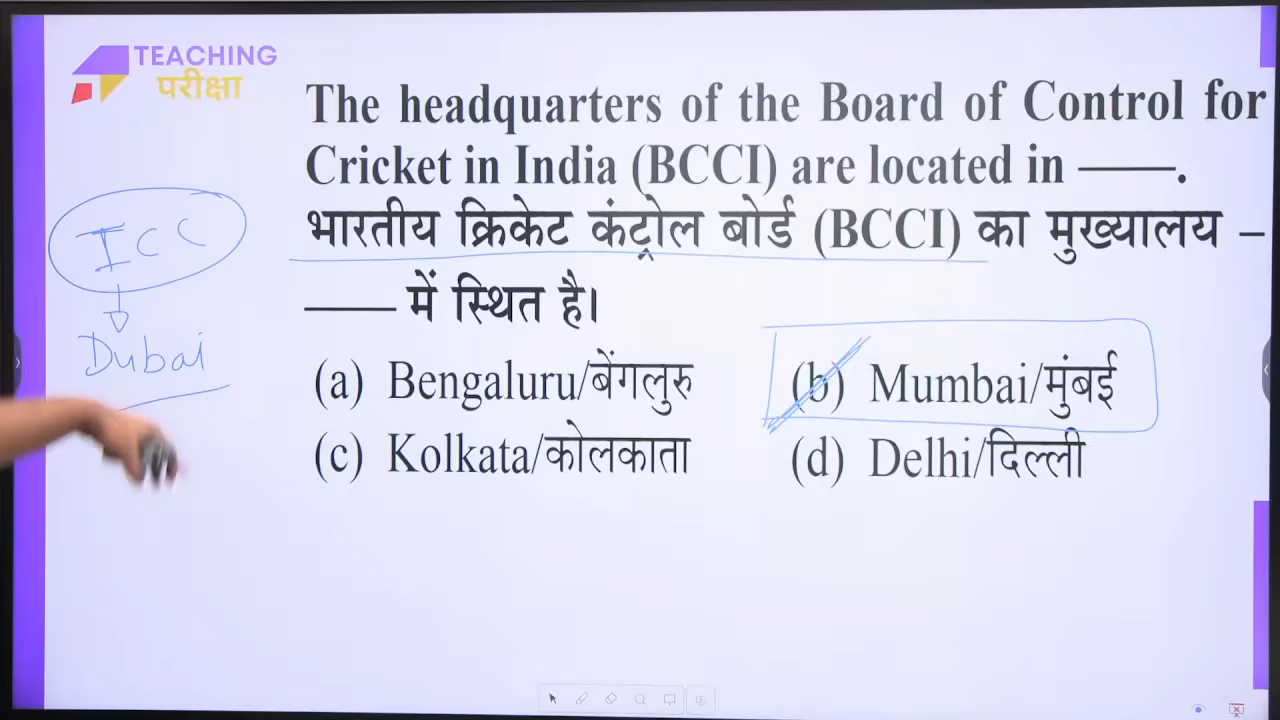 TEACHING
परीक्षा
The headquarters of the Board of Control for
Cricket in India (BCCI) are located in ——.
भारतीय क्रिकेट कंट्रोल बोर्ड (BCCI) का मुख्यालय –
—— में स्थित है।
(a) Bengaluru/बेंगलुरु (b) Mumbai/मुंबई
(c) Kolkata/कोलकाता (d) Delhi/दिल्ली
ICC
Dubai